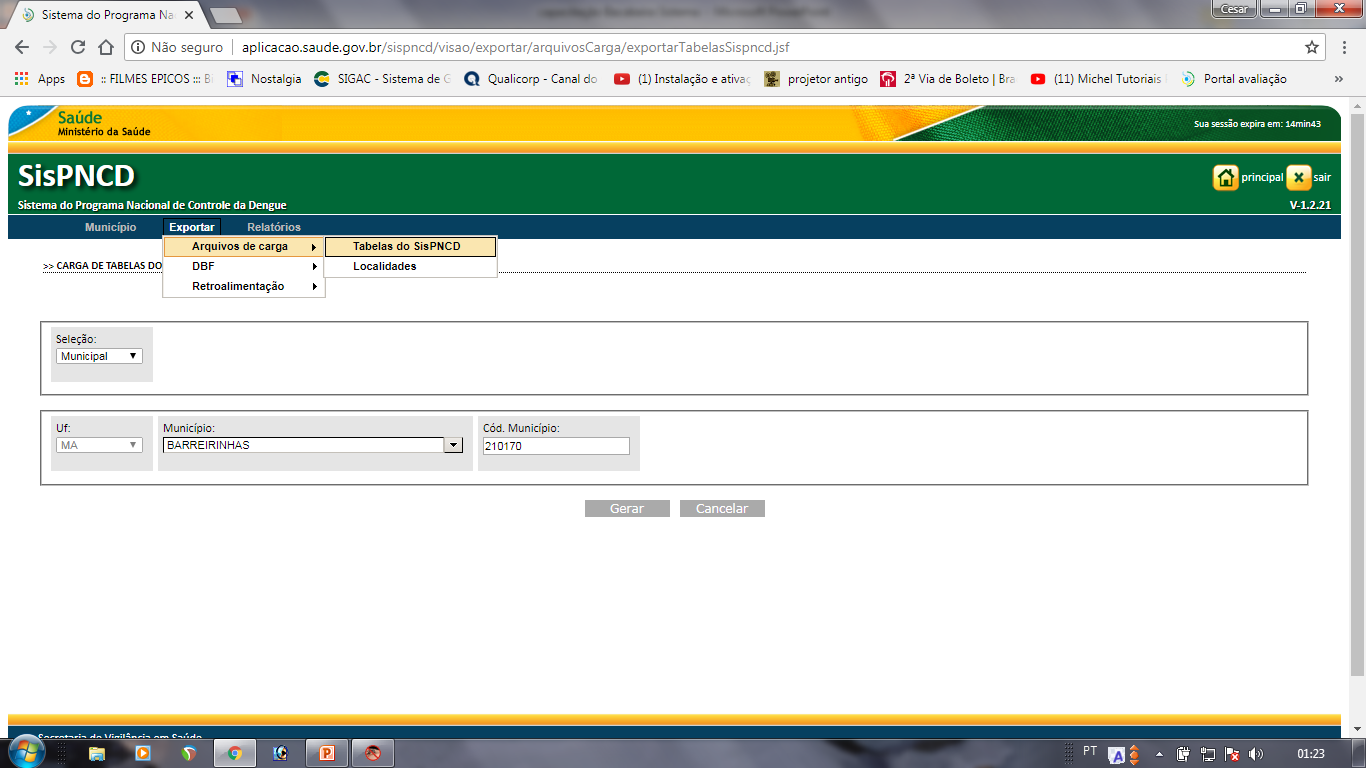 Sistema do Programa Na
Cesar
Não seguro
aplicacao.saude.gov.br/sispncd/visao/exportar/arquivosCarga/exportarTabelasSispncd.jsf
Apps
:: FILMES EPICOS ::: B
Nostalgia
SIGAC - Sistema de G
Qualicorp - Canal do
(1) Instalação e ativaç
projetor antigo
2ª Via de Boleto | Bra
(11) Michel Tutoriais
Portal avaliação
»
Saúde
Ministério da Saúde
Sua sessão expira em: 14min43
SisPNCD
principal
sair
Sistema do Programa Nacional de Controle da Dengue
V-1.2.21
Município
Exportar
Relatórios
Arquivos de carga
Tabelas do SisPNCD
>> CARGA DE TABELAS DO
DBF
Localidades
Retroalimentação
Seleção:
Municipal
Uf:
Município:
Cód. Município:
MA
BARREIRINHAS
210170
Gerar
Cancelar
Secretaria de Vigilância em Saúde
PT
01:23